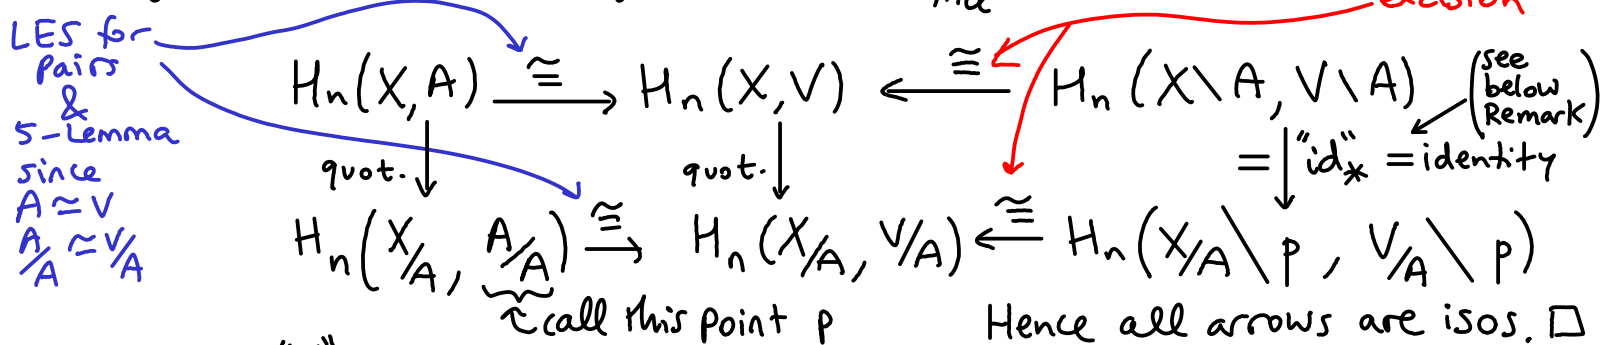 excision
LES for
pairs
&
5-Lemma
since
A ≃ V
A/A ≃ V/A
Hn(X,A) ≅→ Hn(X,V) ←≅ Hn(X\A, V\A)
(see
below
Remark)
quot. ↓ quot. ↓ = ↓ "id"* = identity
Hn(X/A, A/A) ≅→ Hn(X/A, V/A) ←≅ Hn(X/A \ p, V/A \ p)
call this point p
Hence all arrows are isos. □